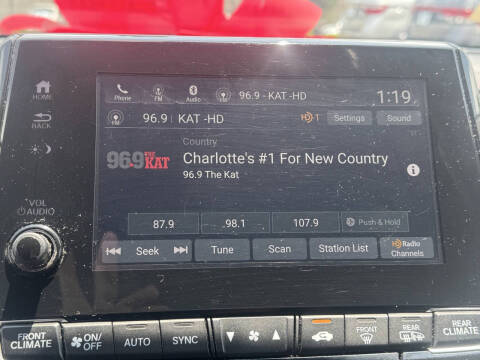 Phone FM Audio FM 96.9 - KAT -HD 1:19
HOME
FM 96.9 | KAT -HD HD 1 Settings Sound
BACK
Country
Charlotte's #1 For New Country
96.9 THE KAT
96.9 The Kat
VOL
AUDIO
87.9 98.1 107.9 Push & Hold
Seek Tune Scan Station List HD Radio Channels
FRONT CLIMATE ON/OFF AUTO SYNC FRONT REAR REAR CLIMATE